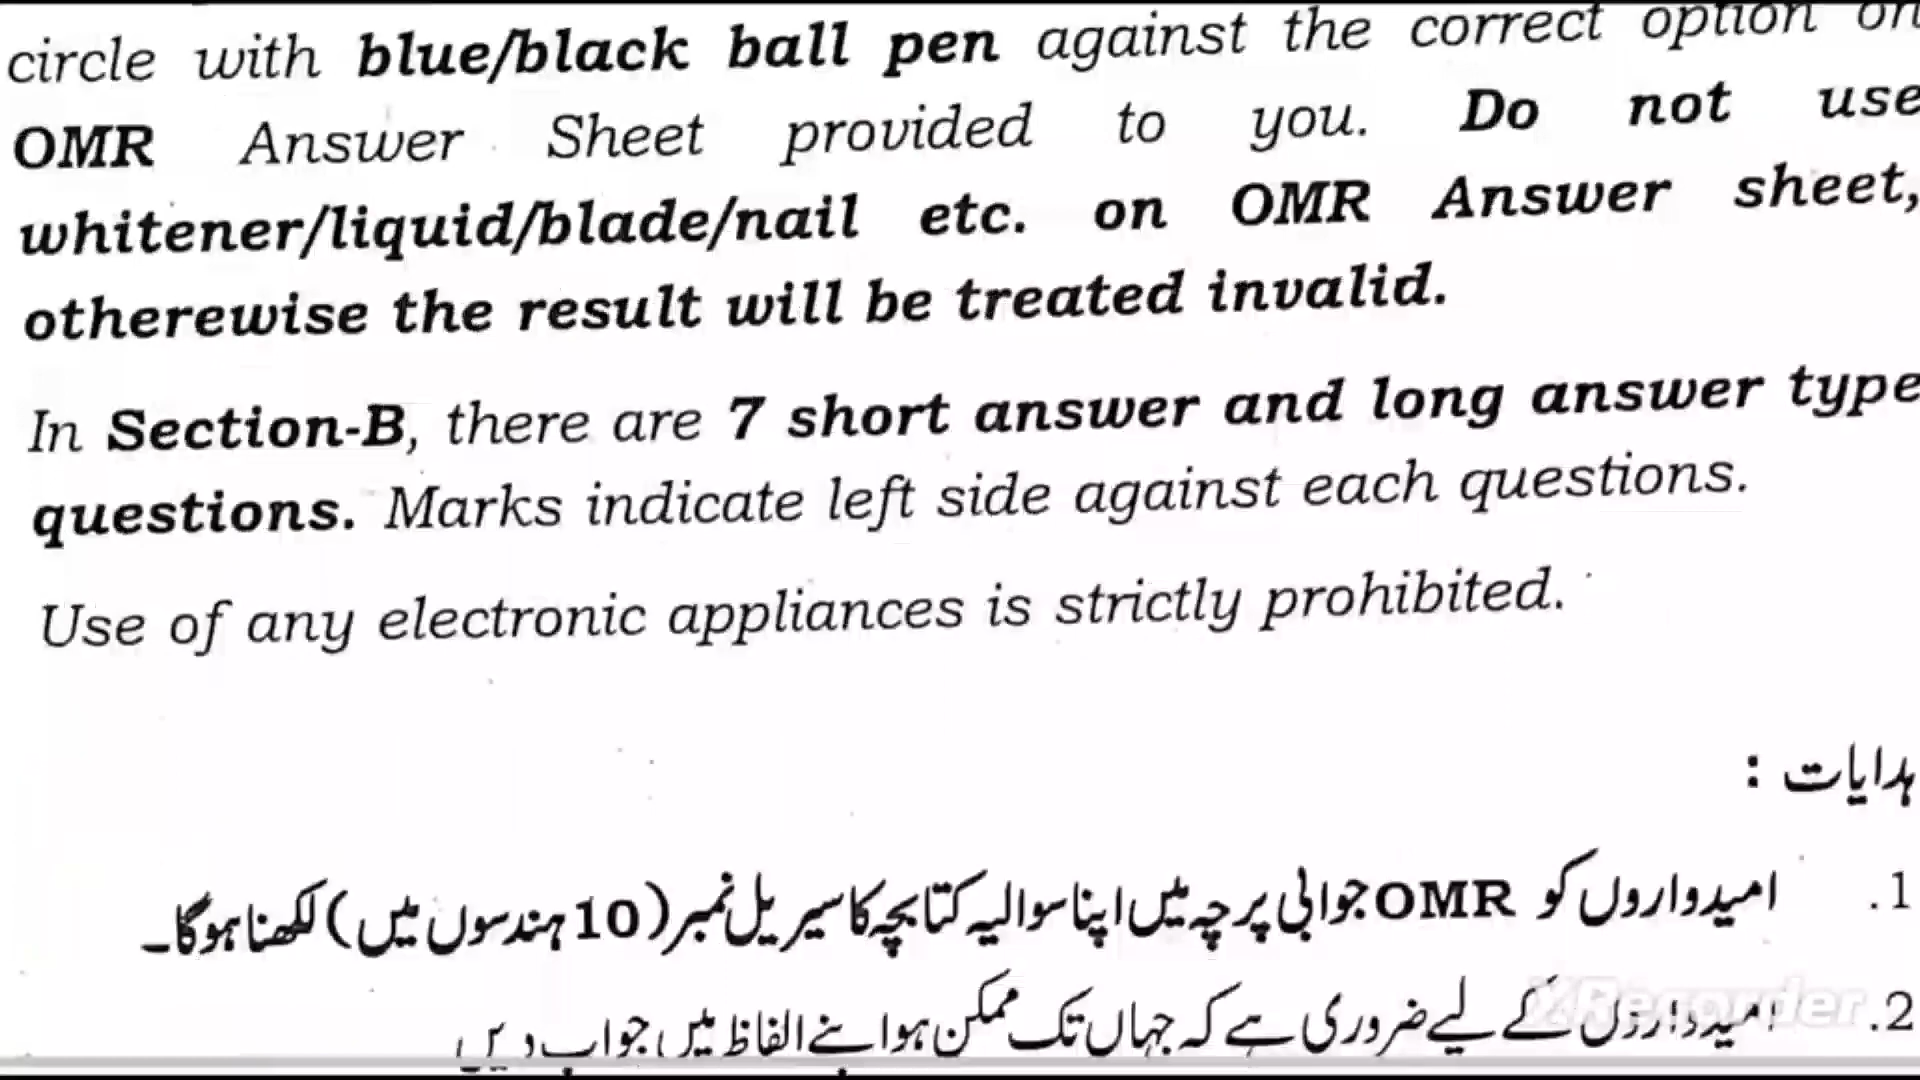 circle with blue/black ball pen against the correct option on
OMR Answer Sheet provided to you. Do not use
whitener/liquid/blade/nail etc. on OMR Answer sheet,
otherewise the result will be treated invalid.
In Section-B, there are 7 short answer and long answer type
questions. Marks indicate left side against each questions.
Use of any electronic appliances is strictly prohibited.
ہدایات :
1. امیدواروں کو OMR جوابی پرچہ میں اپنا سوالیہ کتابچہ کا سیریل نمبر (10 ہندسوں میں) لکھنا ہوگا۔
2. امیدواروں کے لیے ضروری ہے کہ جہاں تک ممکن ہو اپنے الفاظ میں جواب دیں
XRecorder